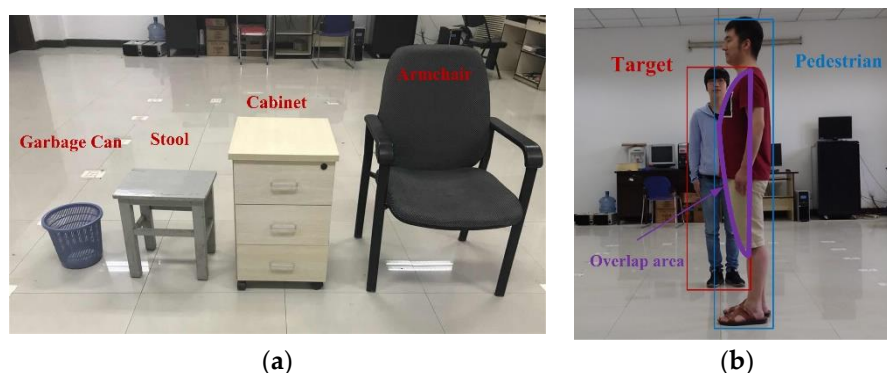 Armchair
Cabinet
Garbage Can
Stool
Target
Pedestrian
Overlap area
(a)
(b)